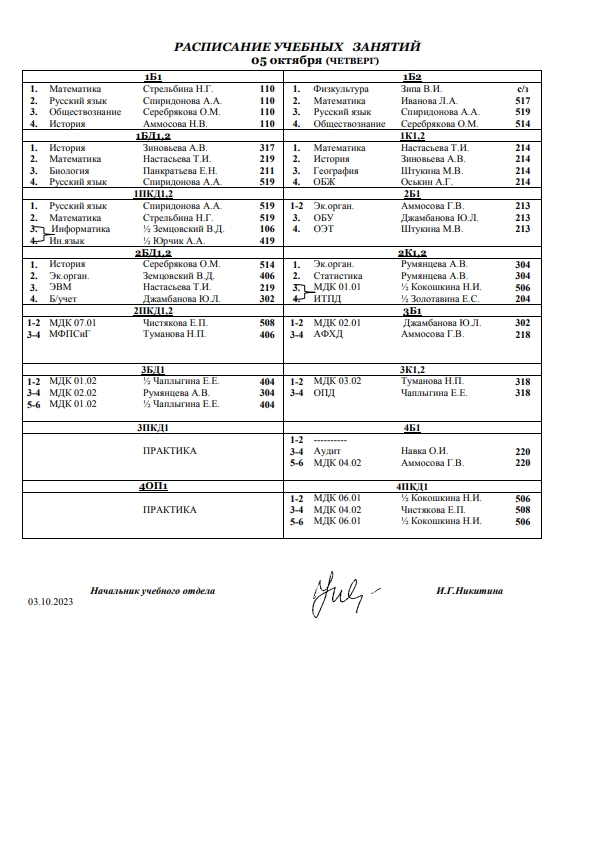 РАСПИСАНИЕ УЧЕБНЫХ ЗАНЯТИЙ
05 октября (ЧЕТВЕРГ)
1Б1
1. Математика Стрельбина Н.Г. 110
2. Русский язык Спиридонова А.А. 110
3. Обществознание Серебрякова О.М. 110
4. История Аммосова Н.В. 110
1Б2
1. Физкультура Зипа В.И. с/з
2. Математика Иванова Л.А. 517
3. Русский язык Спиридонова А.А. 519
4. Обществознание Серебрякова О.М. 514
1БД1,2
1. История Зиновьева А.В. 317
2. Математика Настасьева Т.И. 219
3. Биология Панкратьева Е.Н. 211
4. Русский язык Спиридонова А.А. 519
1К1,2
1. Математика Настасьева Т.И. 214
2. История Зиновьева А.В. 214
3. География Штукина М.В. 214
4. ОБЖ Оськин А.Г. 214
1ПКД1,2
1. Русский язык Спиридонова А.А. 519
2. Математика Стрельбина Н.Г. 519
3. Информатика ½ Земцовский В.Д. 106
4. Ин.язык ½ Юрчик А.А. 419
2Б1
1-2 Эк.орган. Аммосова Г.В. 213
3. ОБУ Джамбанова Ю.Л. 213
4. ОЭТ Штукина М.В. 213
2БД1,2
1. История Серебрякова О.М. 514
2. Эк.орган. Земцовский В.Д. 406
3. ЭВМ Настасьева Т.И. 219
4. Б/учет Джамбанова Ю.Л. 302
2К1,2
1. Эк.орган. Румянцева А.В. 304
2. Статистика Румянцева А.В. 304
3. МДК 01.01 ½ Кокошкина Н.И. 506
4. ИТПД ½ Золотавина Е.С. 204
2ПКД1,2
1-2 МДК 07.01 Чистякова Е.П. 508
3-4 МФПСиГ Туманова Н.П. 406
3Б1
1-2 МДК 02.01 Джамбанова Ю.Л. 302
3-4 АФХД Аммосова Г.В. 218
3БД1
1-2 МДК 01.02 ½ Чаплыгина Е.Е. 404
3-4 МДК 02.02 Румянцева А.В. 304
5-6 МДК 01.02 ½ Чаплыгина Е.Е. 404
3К1,2
1-2 МДК 03.02 Туманова Н.П. 318
3-4 ОПД Чаплыгина Е.Е. 318
3ПКД1
ПРАКТИКА
4Б1
1-2 ----------
3-4 Аудит Навка О.И. 220
5-6 МДК 04.02 Аммосова Г.В. 220
4ОП1
ПРАКТИКА
4ПКД1
1-2 МДК 06.01 ½ Кокошкина Н.И. 506
3-4 МДК 04.02 Чистякова Е.П. 508
5-6 МДК 06.01 ½ Кокошкина Н.И. 506
Начальник учебного отдела И.Г.Никитина
03.10.2023